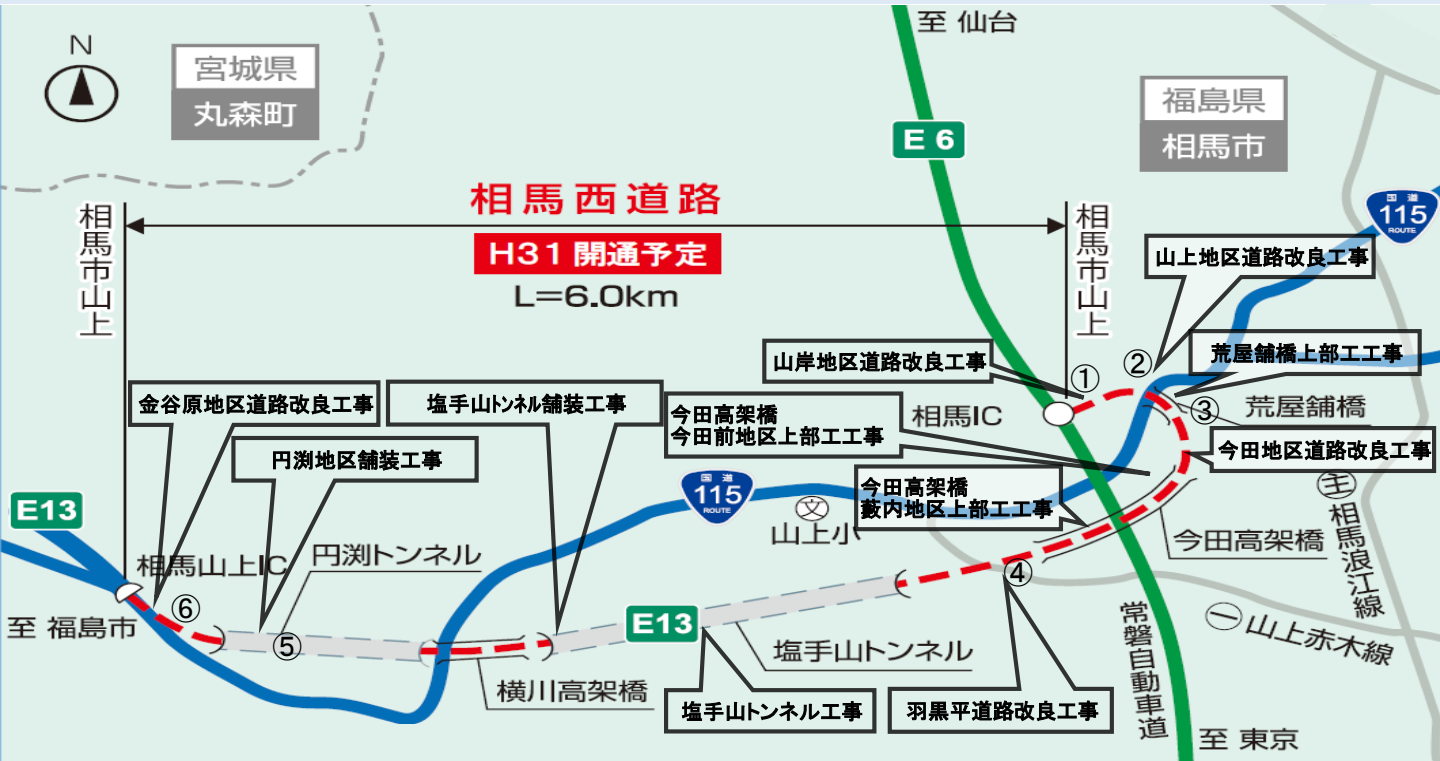 至 仙台
N
宮城県
丸森町
福島県
相馬市
E 6
相馬西道路
H31 開通予定
L=6.0km
相馬市山上
相馬市山上
国道
115
ROUTE
山上地区道路改良工事
荒屋舗橋上部工工事
山岸地区道路改良工事
①
②
③
荒屋舗橋
相馬IC
金谷原地区道路改良工事
塩手山トンネル舗装工事
今田高架橋
今田前地区上部工工事
今田地区道路改良工事
円渕地区舗装工事
今田高架橋
薮内地区上部工工事
国道
115
ROUTE
文
山上小
主
相馬浪江線
E13
相馬山上IC
円渕トンネル
今田高架橋
④
⑥
⑤
至 福島市
E13
塩手山トンネル
一
山上赤木線
横川高架橋
塩手山トンネル工事
羽黒平道路改良工事
常磐自動車道
至 東京